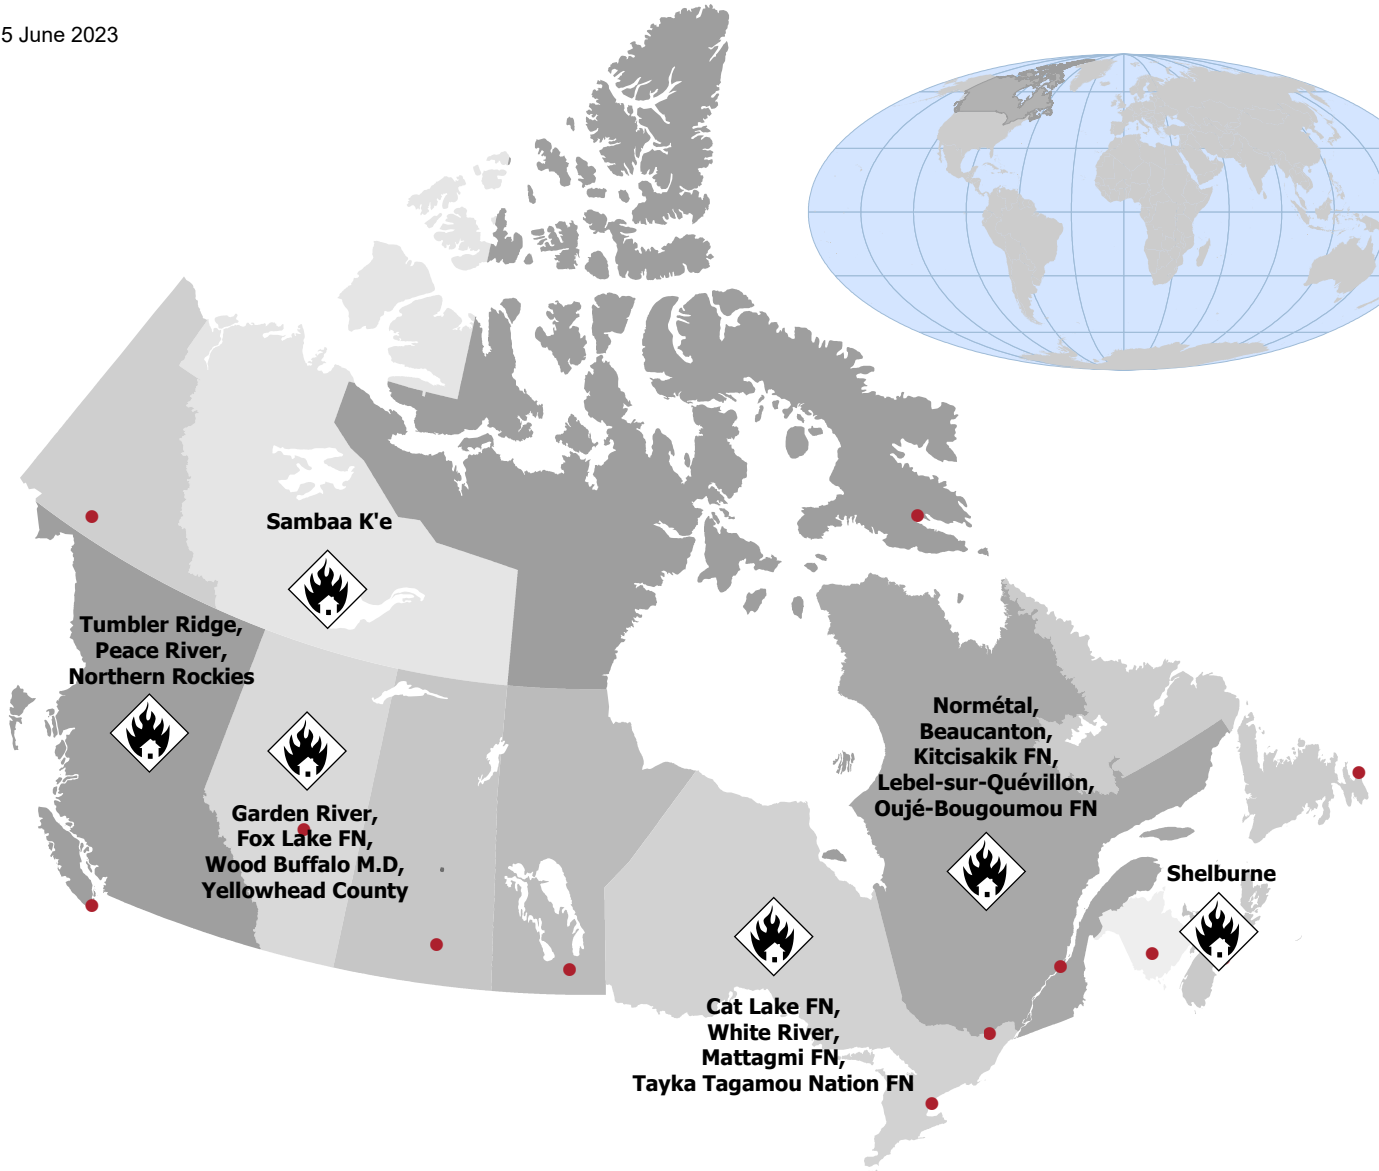 5 June 2023
Sambaa K'e
Tumbler Ridge,
Peace River,
Northern Rockies
Garden River,
Fox Lake FN,
Wood Buffalo M.D,
Yellowhead County
Normétal,
Beaucanton,
Kitcisakik FN,
Lebel-sur-Quévillon,
Oujé-Bougoumou FN
Shelburne
Cat Lake FN,
White River,
Mattagmi FN,
Tayka Tagamou Nation FN